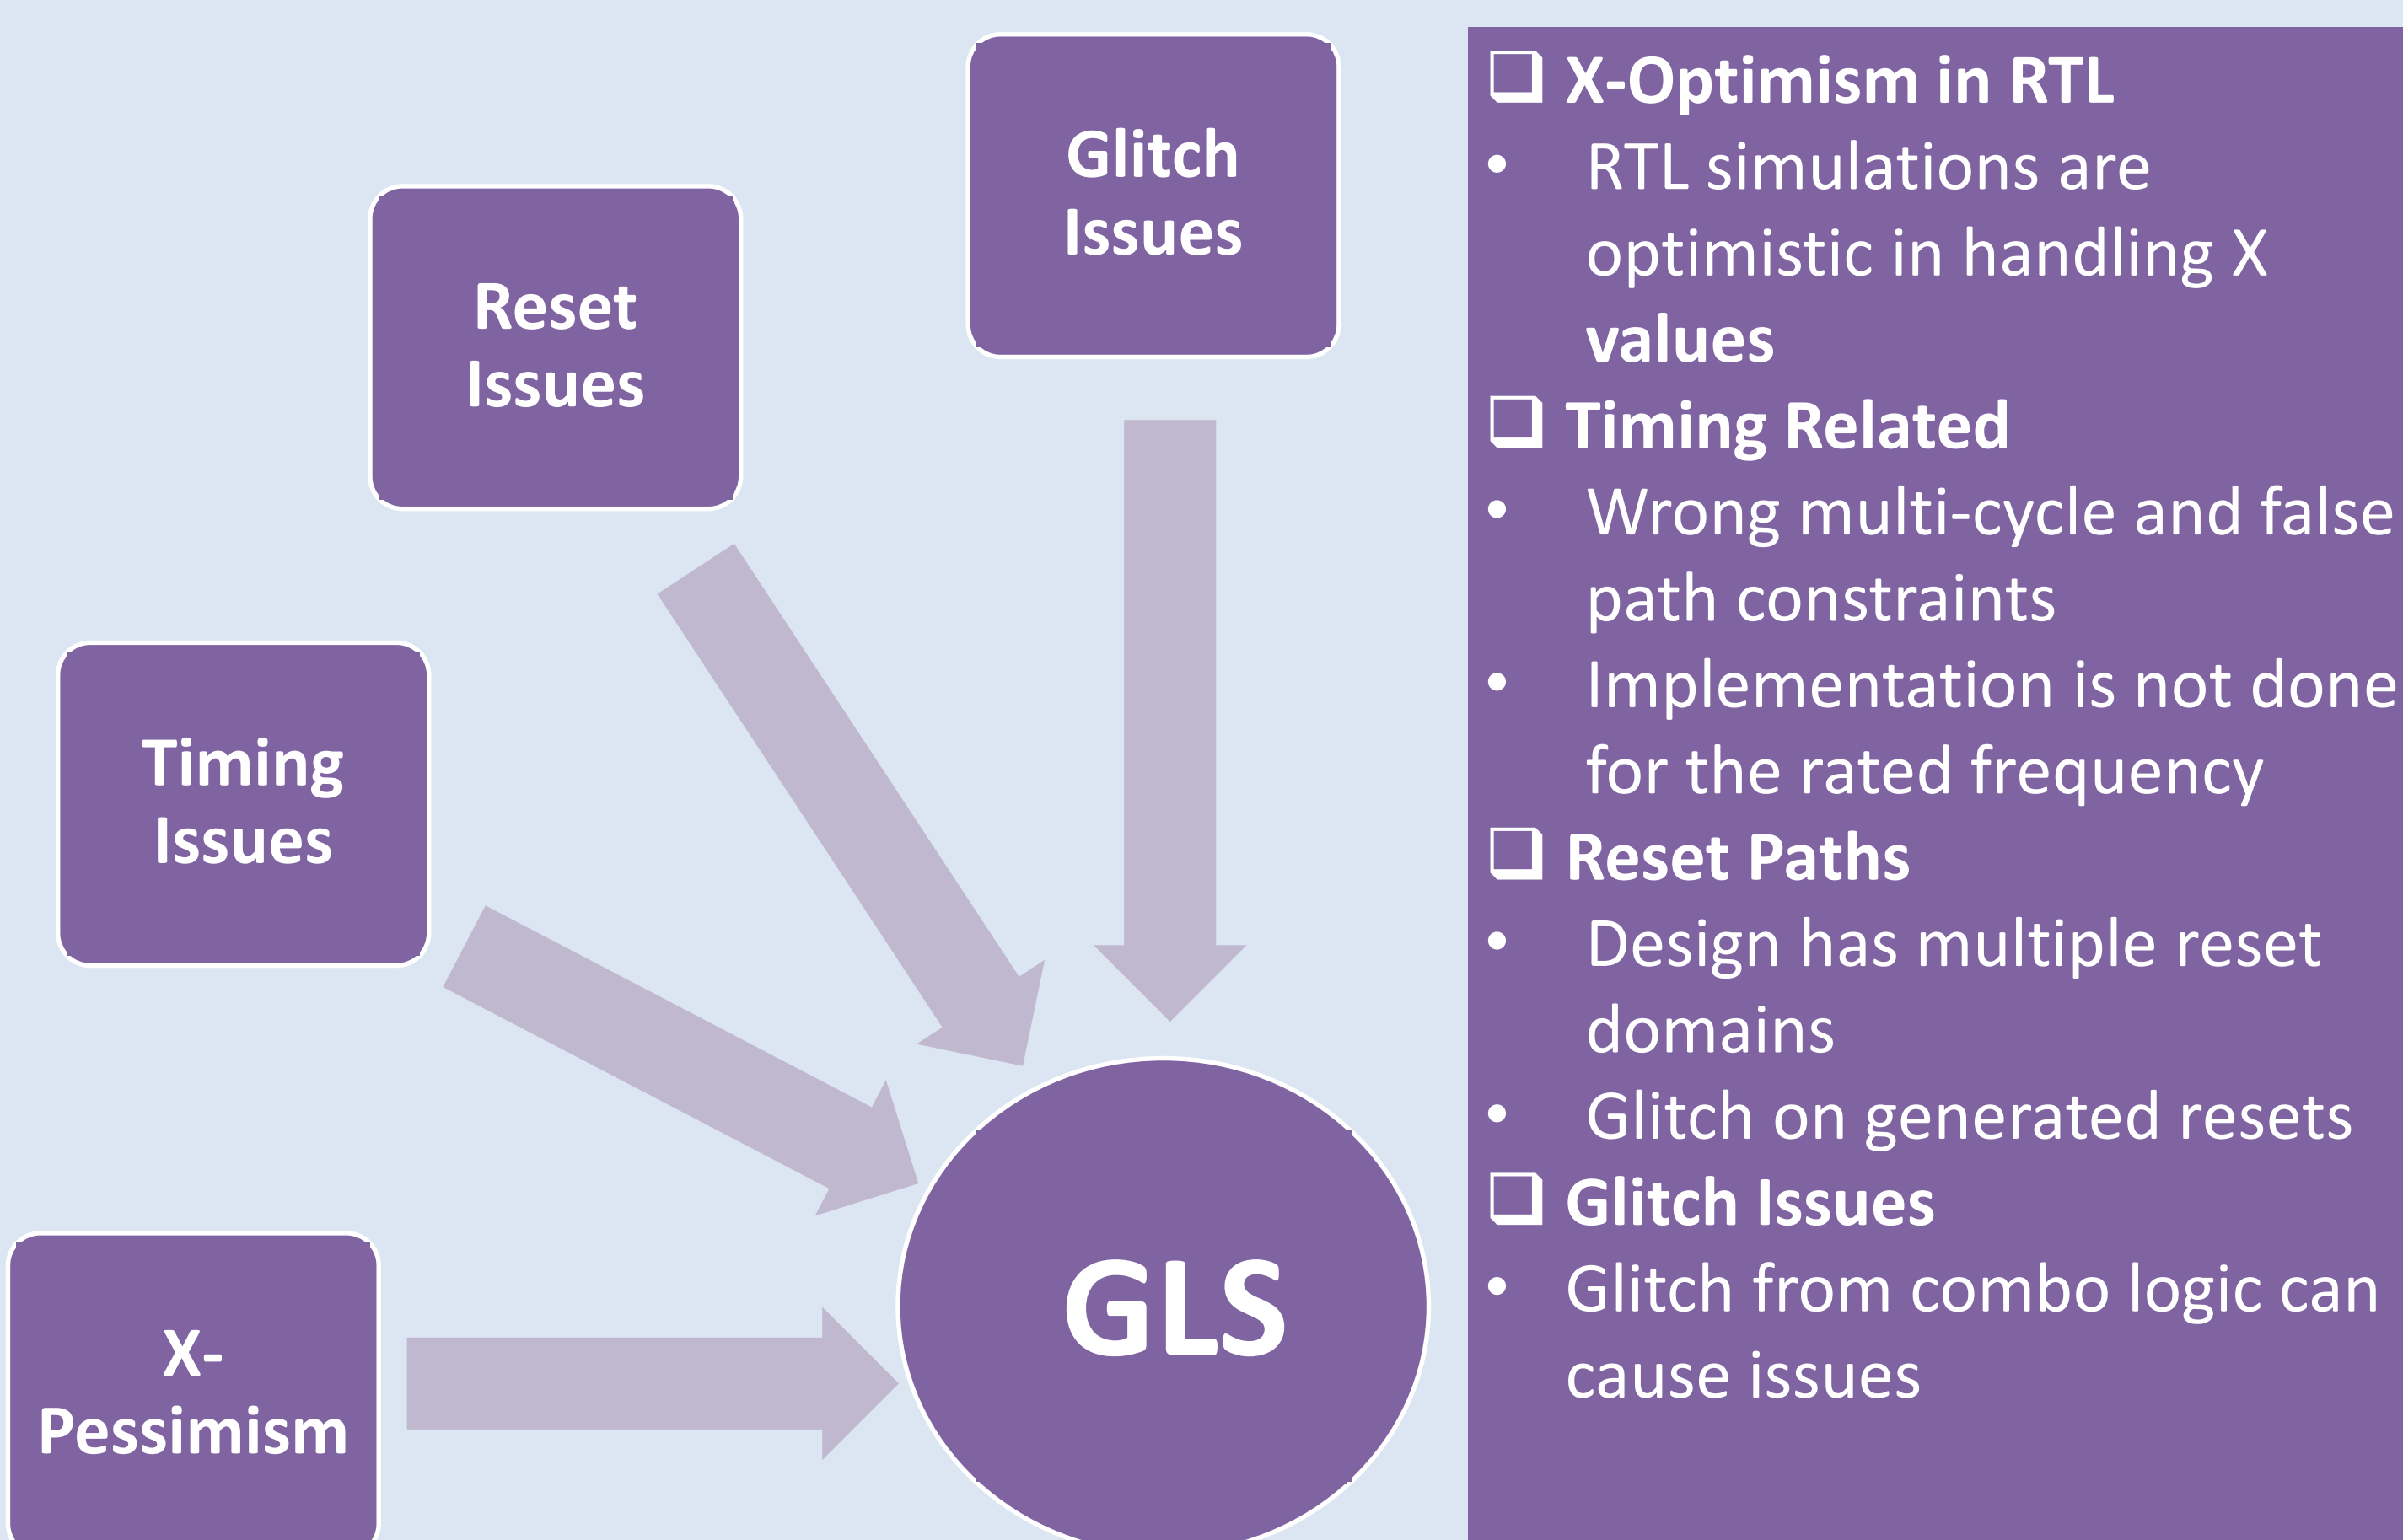 Glitch
Issues
Reset
Issues
Timing
Issues
X-
Pessimism
GLS
X-Optimism in RTL
• RTL simulations are
optimistic in handling X
values
Timing Related
• Wrong multi-cycle and false
path constraints
• Implementation is not done
for the rated frequency
Reset Paths
• Design has multiple reset
domains
• Glitch on generated resets
Glitch Issues
• Glitch from combo logic can
cause issues